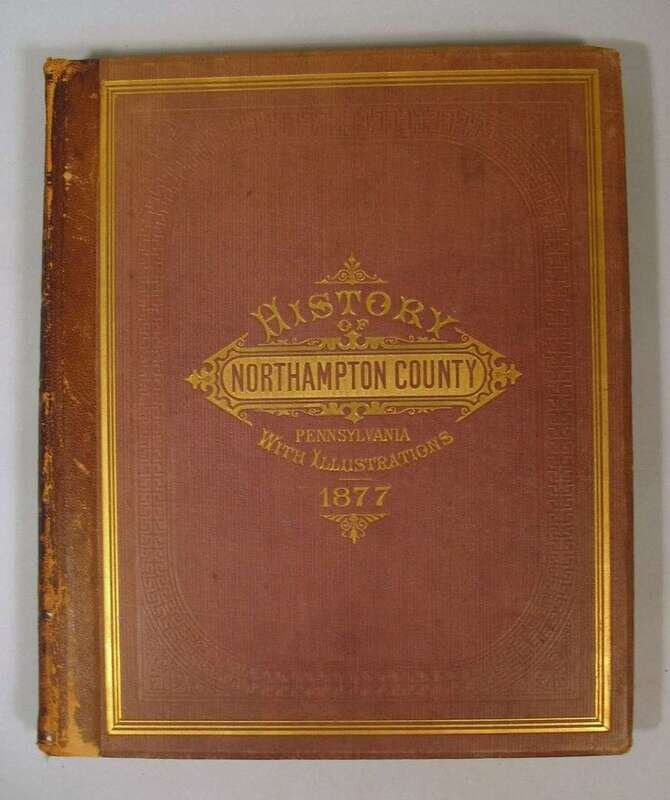 HISTORY
OF
NORTHAMPTON COUNTY
PENNSYLVANIA
WITH ILLUSTRATIONS
1877